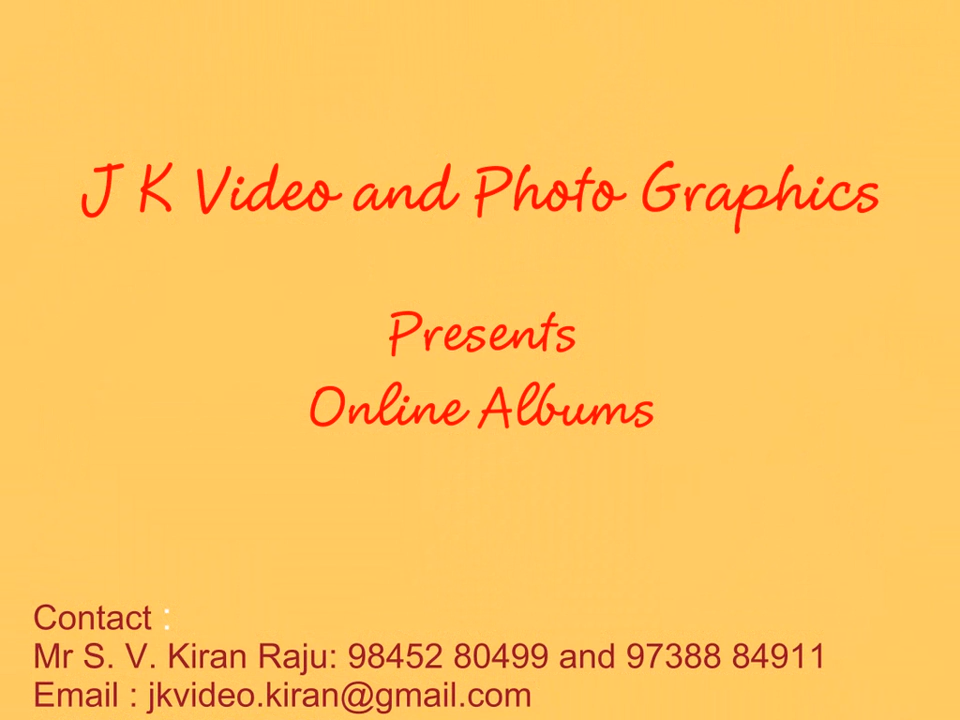 J K Video and Photo Graphics
Presents
Online Albums
Contact :
Mr S. V. Kiran Raju: 98452 80499 and 97388 84911
Email : jkvideo.kiran@gmail.com